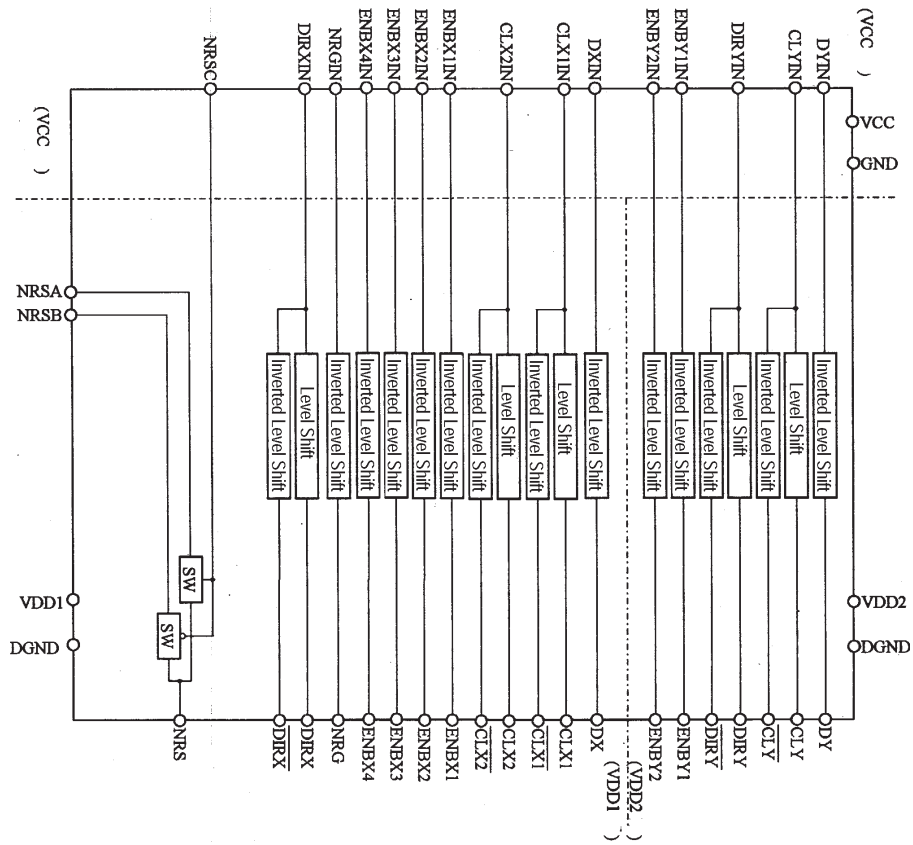 NRSC
DIRXIN
NRGIN
ENBX4IN
ENBX3IN
ENBX2IN
ENBX1IN
CLX2IN
CLX1IN
DXIN
ENBY2IN
ENBY1IN
DIRYIN
CLYIN
DYIN
(VCC )
(VCC )
VCC
GND
NRSA
NRSB
Inverted Level Shift
Level Shift
Inverted Level Shift
Inverted Level Shift
Inverted Level Shift
Inverted Level Shift
Inverted Level Shift
Inverted Level Shift
Level Shift
Inverted Level Shift
Level Shift
Inverted Level Shift
Inverted Level Shift
Inverted Level Shift
Inverted Level Shift
Level Shift
Inverted Level Shift
Level Shift
Inverted Level Shift
SW
SW
VDD1
DGND
VDD2
DGND
NRS
DIRX
DIRX
NRG
ENBX4
ENBX3
ENBX2
ENBX1
CLX2
CLX2
CLX1
CLX1
DX
ENBY2
ENBY1
DIRY
DIRY
CLY
CLY
DY
(VDD1 )
(VDD2 )